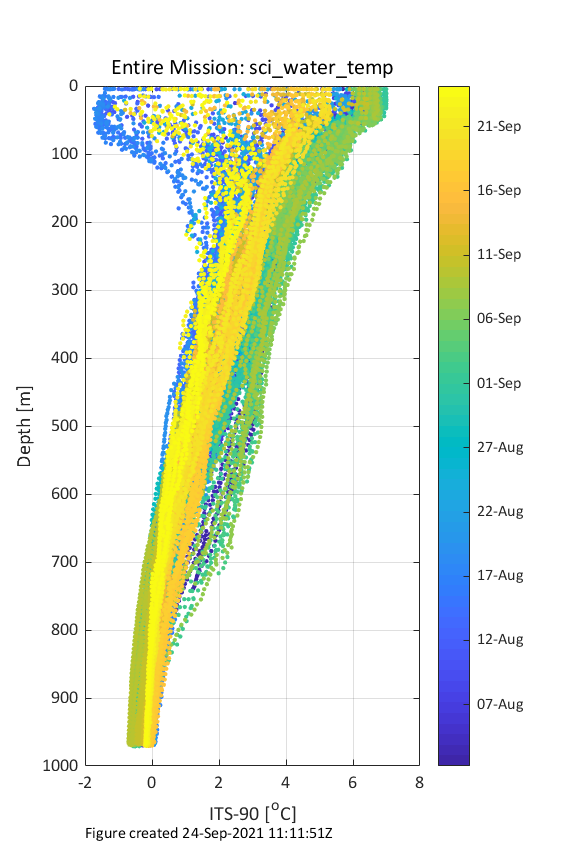 Entire Mission: sci_water_temp
0
100
200
300
400
500
600
700
800
900
1000
Depth [m]
-2 0 2 4 6 8
ITS-90 [°C]
21-Sep
16-Sep
11-Sep
06-Sep
01-Sep
27-Aug
22-Aug
17-Aug
12-Aug
07-Aug
Figure created 24-Sep-2021 11:11:51Z